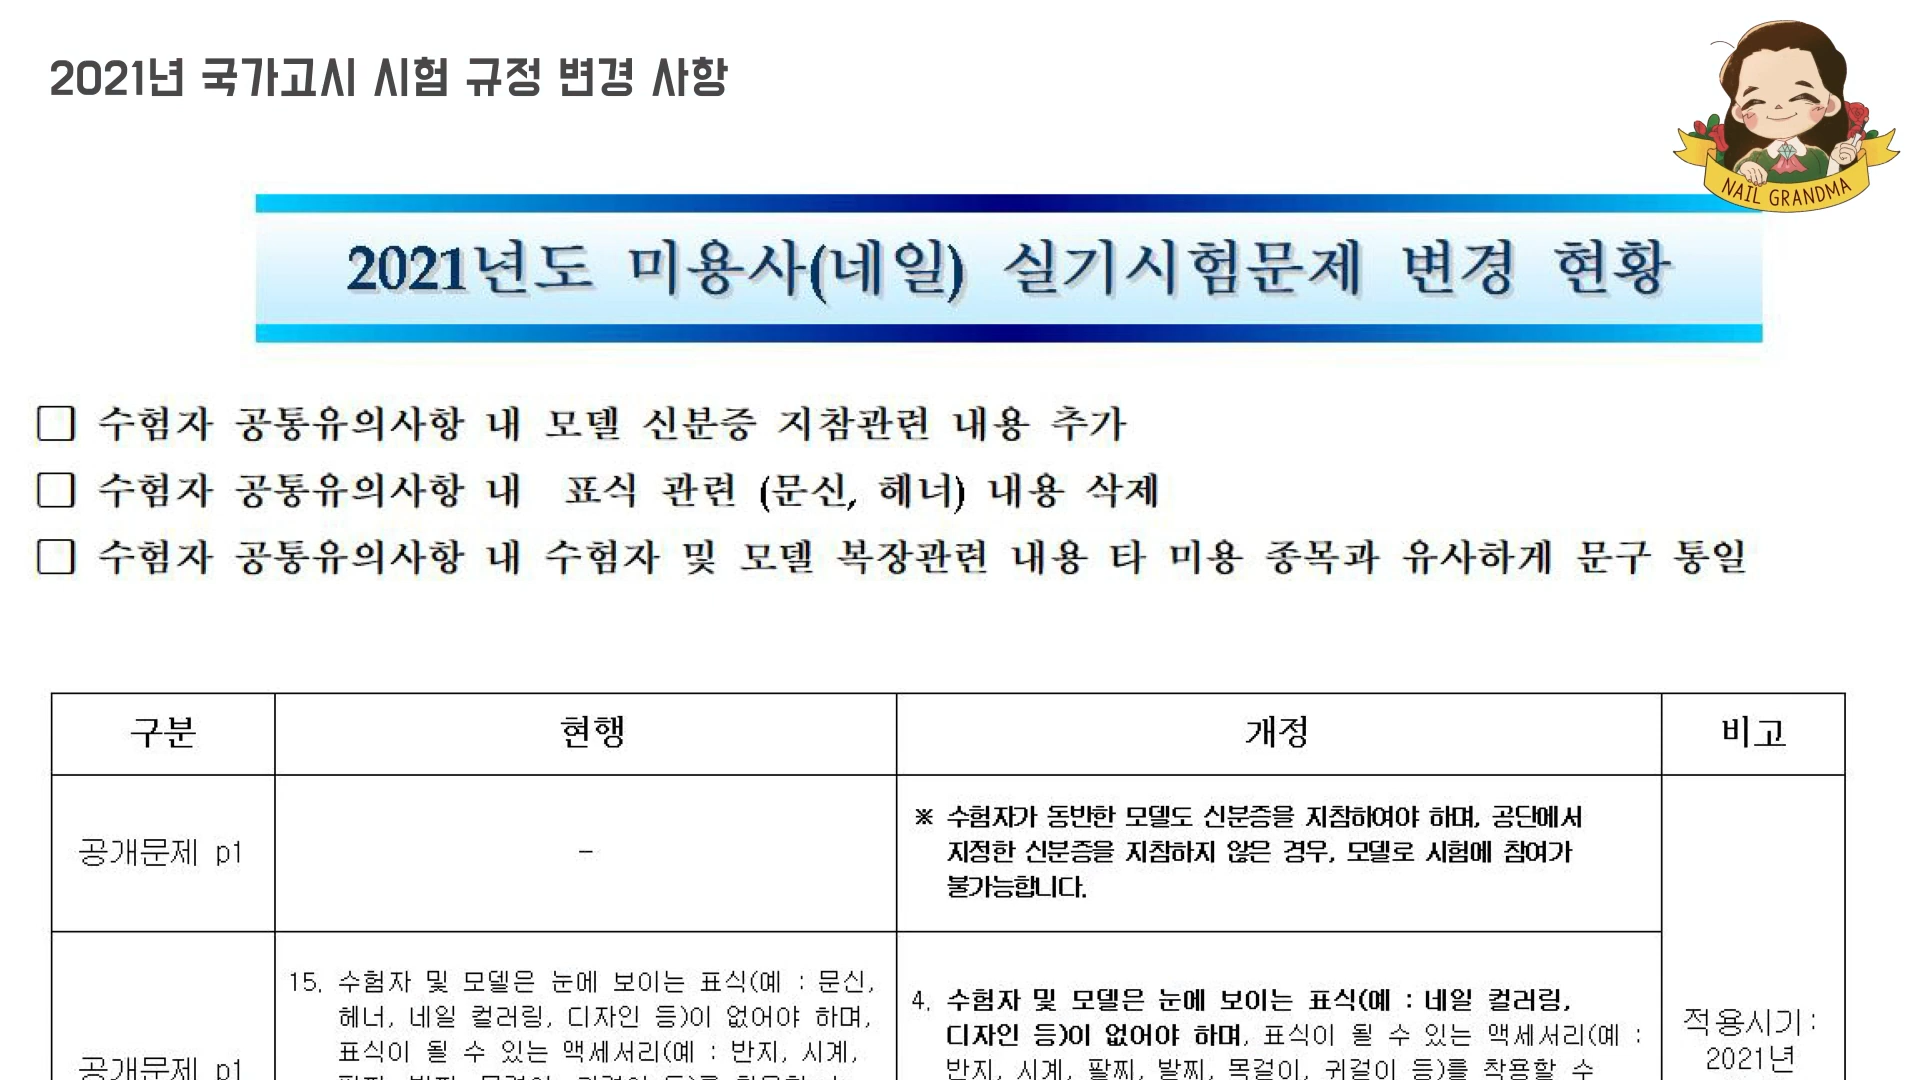 2021년 국가고시 시험 규정 변경 사항
NAIL GRANDMA
2021년도 미용사(네일) 실기시험문제 변경 현황
□ 수험자 공통유의사항 내 모델 신분증 지참관련 내용 추가
□ 수험자 공통유의사항 내 표식 관련 (문신, 헤너) 내용 삭제
□ 수험자 공통유의사항 내 수험자 및 모델 복장관련 내용 타 미용 종목과 유사하게 문구 통일
구분
현행
개정
비고
공개문제 p1
-
※ 수험자가 동반한 모델도 신분증을 지참하여야 하며, 공단에서
지정한 신분증을 지참하지 않은 경우, 모델로 시험에 참여가
불가능합니다.
공개문제 p1
15. 수험자 및 모델은 눈에 보이는 표식(예 : 문신,
헤너, 네일 컬러링, 디자인 등)이 없어야 하며,
표식이 될 수 있는 액세서리(예 : 반지, 시계,
4. 수험자 및 모델은 눈에 보이는 표식(예 : 네일 컬러링,
디자인 등)이 없어야 하며, 표식이 될 수 있는 액세서리(예 :
반지, 시계, 팔찌, 발찌, 목걸이, 귀걸이 등)를 착용할 수
적용시기 :
2021년